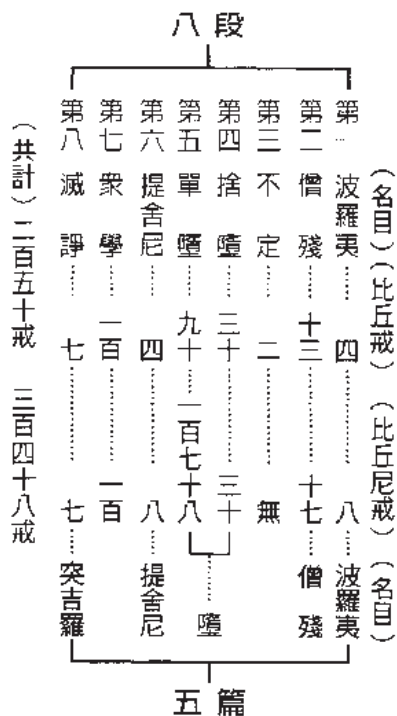 八段
（名目）（比丘戒）（比丘尼戒）（名目）
第一 波羅夷……四……八……波羅夷
第二 僧殘……十三……十七……僧殘
第三 不定……二……無
第四 捨墮……三十……三十
第五 單墮……九十……一百七十八
……墮
第六 提舍尼……四……八……提舍尼
第七 眾學……一百……一百
第八 滅諍……七……七……突吉羅
（共計）二百五十戒 三百四十八戒
五篇